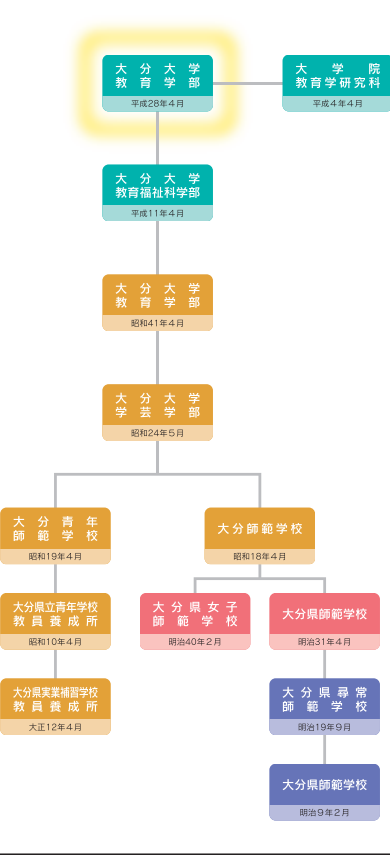 大分大学
教育学部
平成28年4月
大学院
教育学研究科
平成4年4月
大分大学
教育福祉科学部
平成11年4月
大分大学
教育学部
昭和41年4月
大分大学
学芸学部
昭和24年5月
大分青年
師範学校
昭和19年4月
大分師範学校
昭和18年4月
大分県立青年学校
教員養成所
昭和10年4月
大分県女子
師範学校
明治40年2月
大分県師範学校
明治31年4月
大分県実業補習学校
教員養成所
大正12年4月
大分県尋常
師範学校
明治19年9月
大分県師範学校
明治9年2月